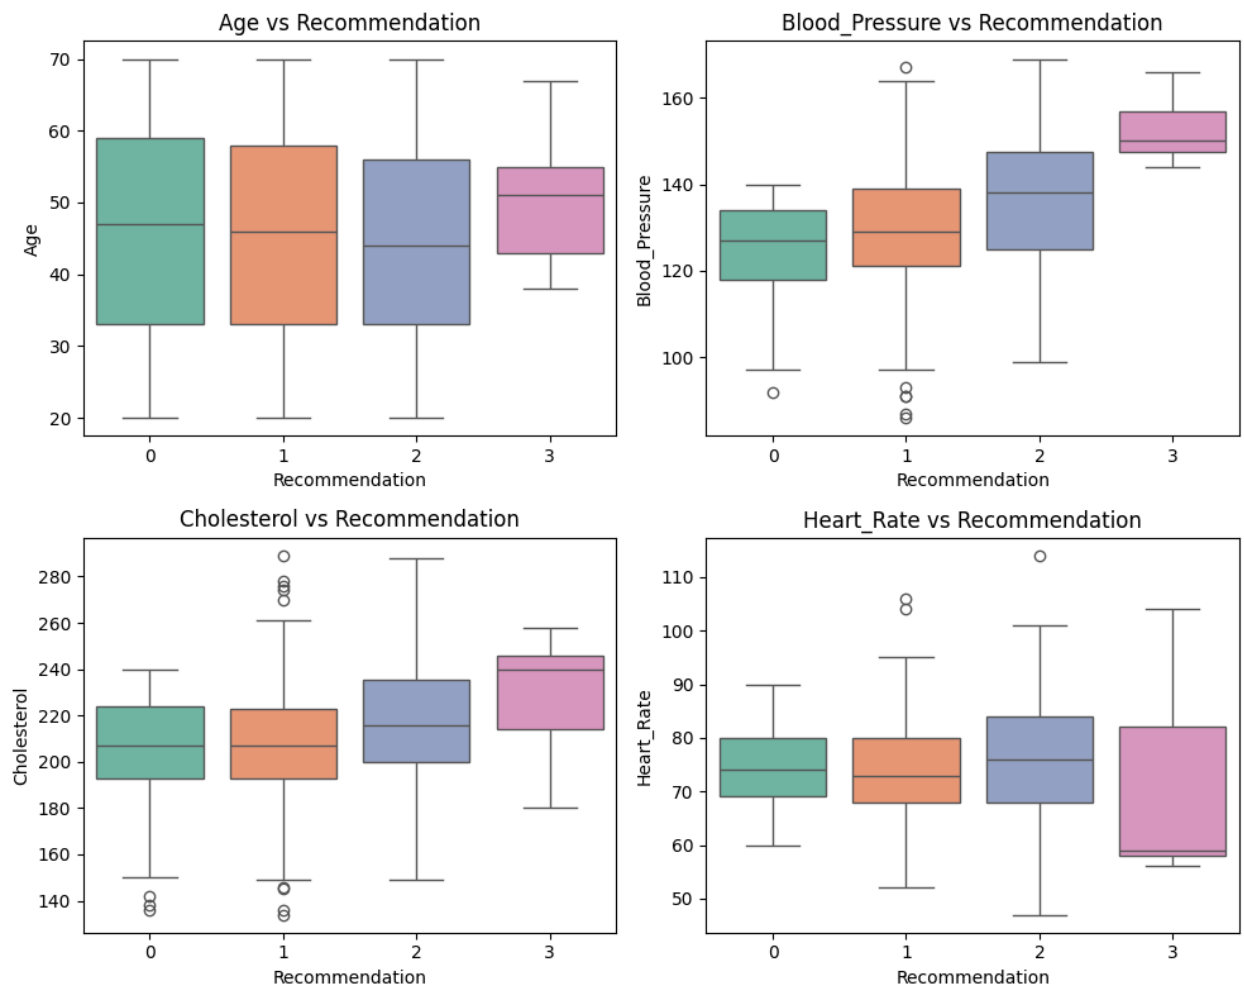 Age vs Recommendation
70
60
50
40
30
20
Age
0 1 2 3
Recommendation
Blood_Pressure vs Recommendation
160
140
120
100
Blood_Pressure
0 1 2 3
Recommendation
Cholesterol vs Recommendation
280
260
240
220
200
180
160
140
Cholesterol
0 1 2 3
Recommendation
Heart_Rate vs Recommendation
110
100
90
80
70
60
50
Heart_Rate
0 1 2 3
Recommendation